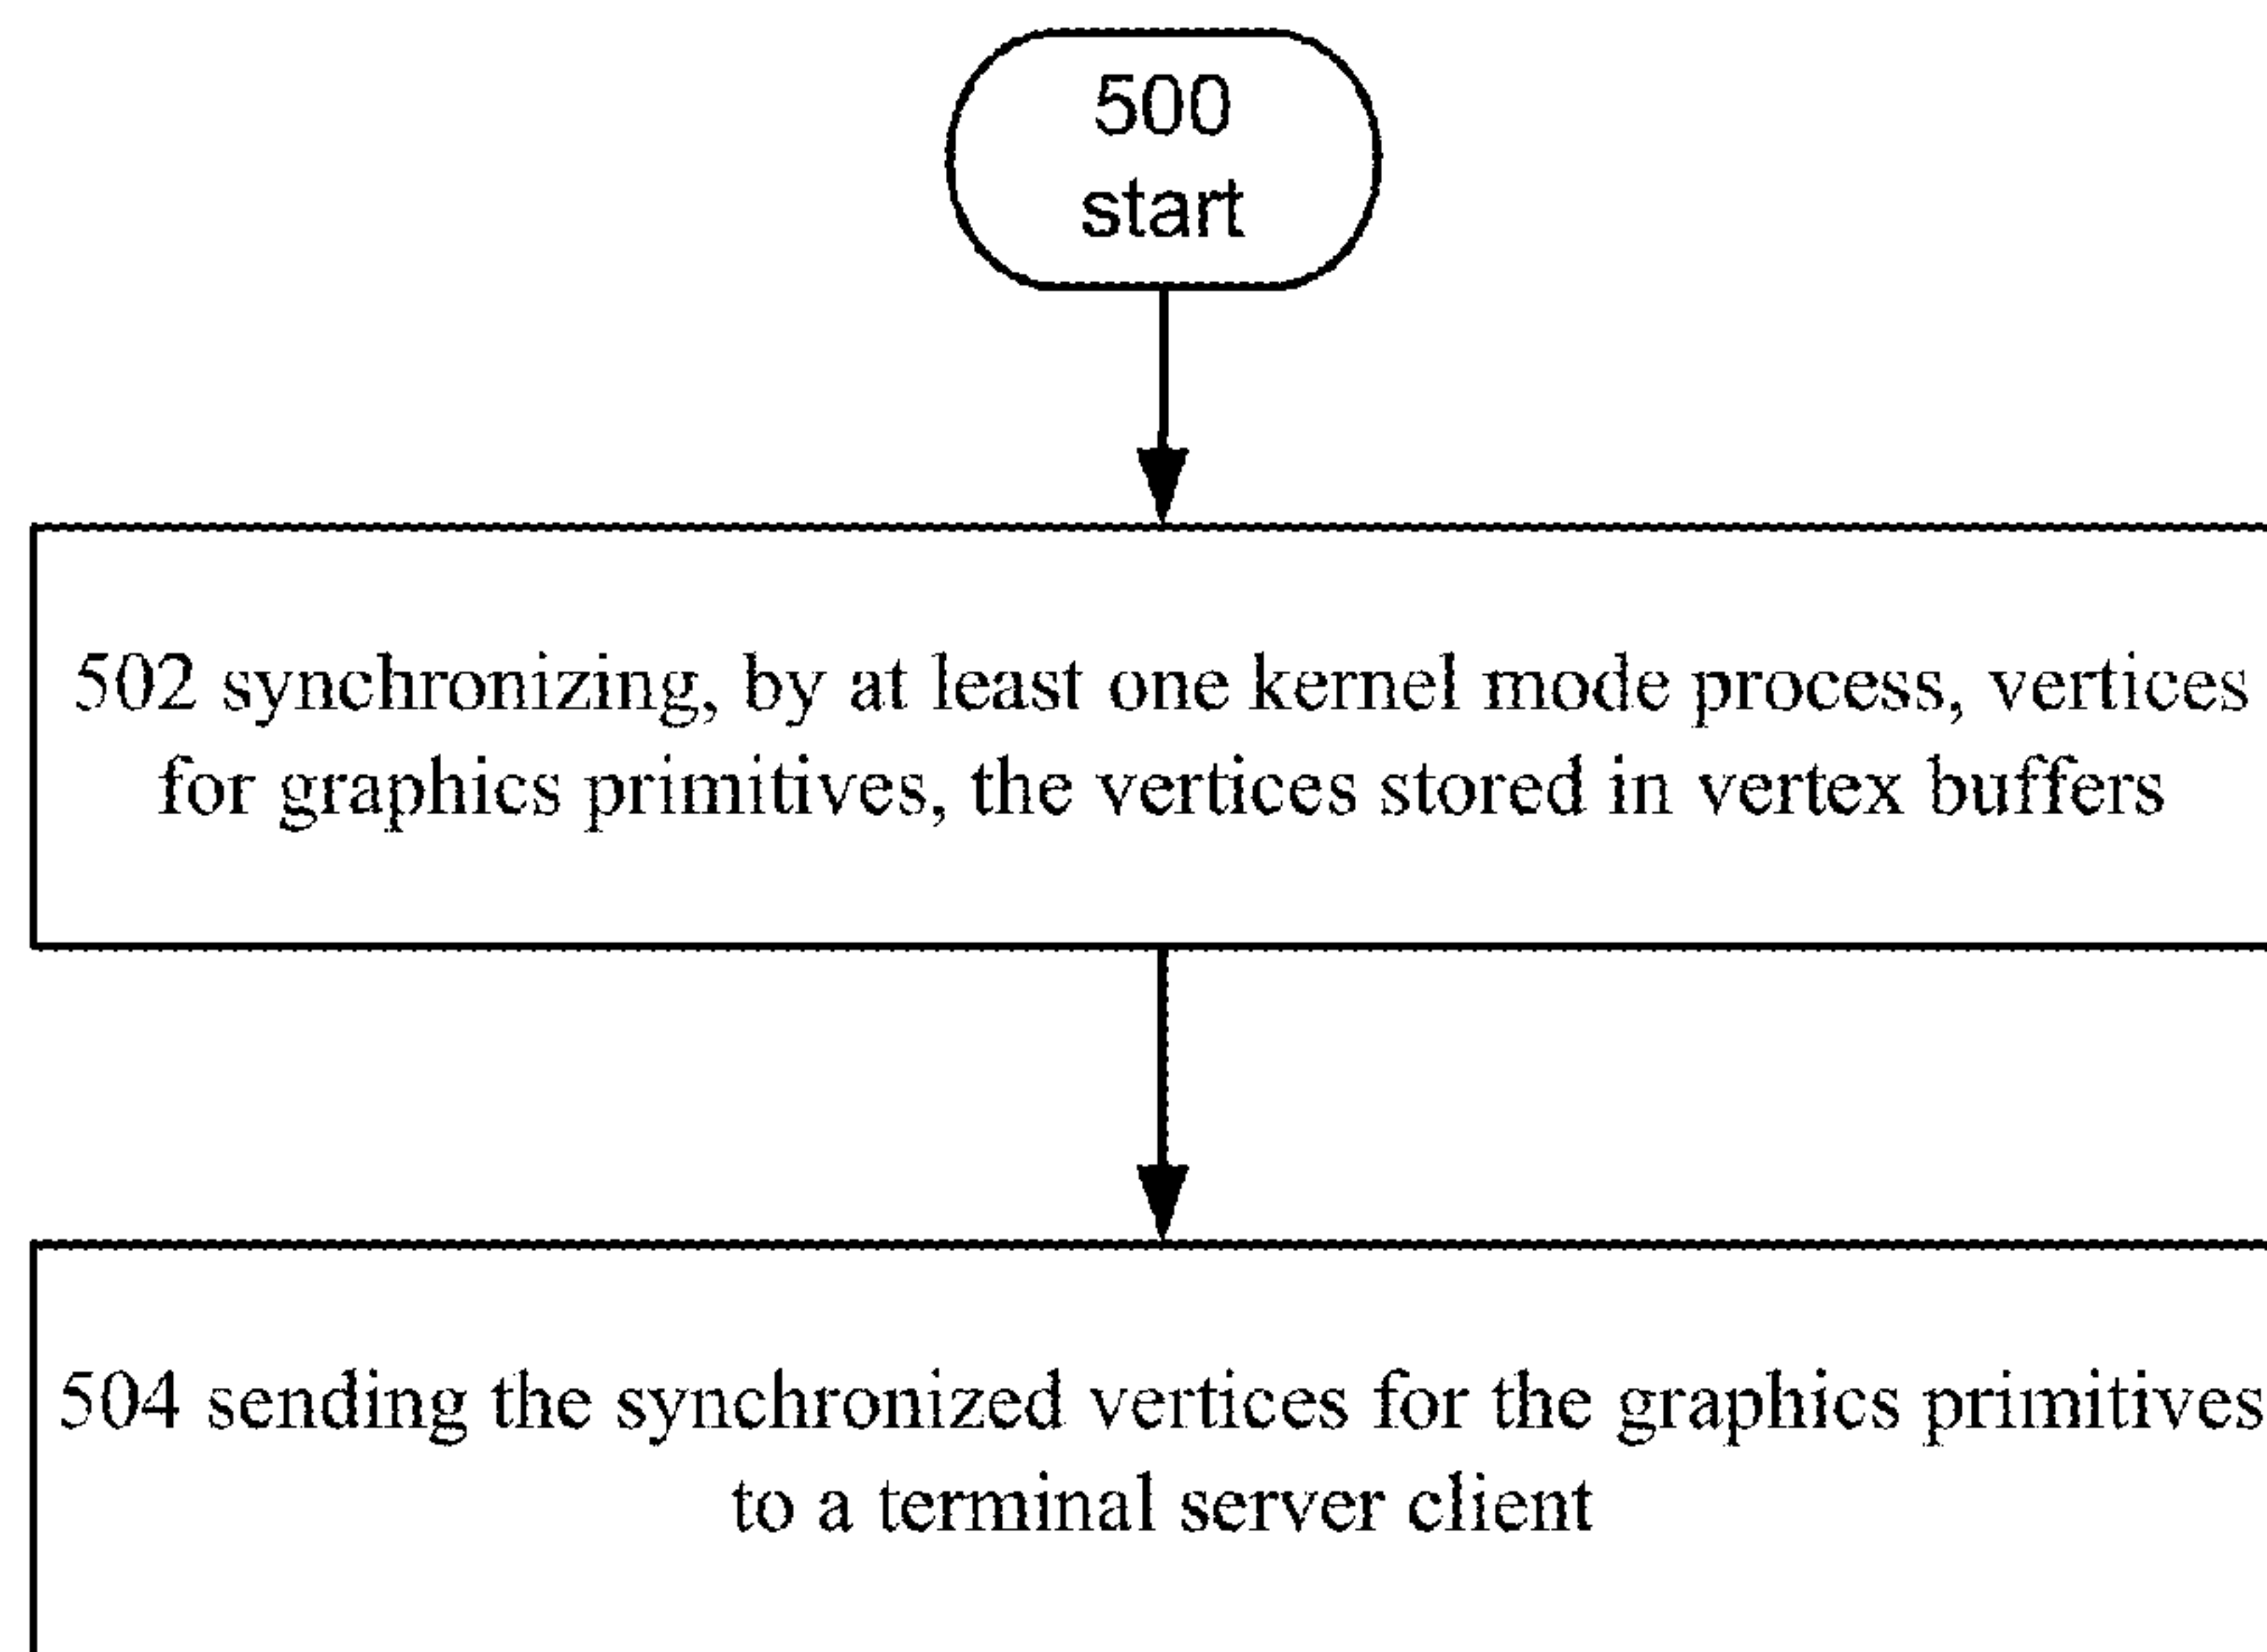 500
start
502 synchronizing, by at least one kernel mode process, vertices
for graphics primitives, the vertices stored in vertex buffers
504 sending the synchronized vertices for the graphics primitives
to a terminal server client